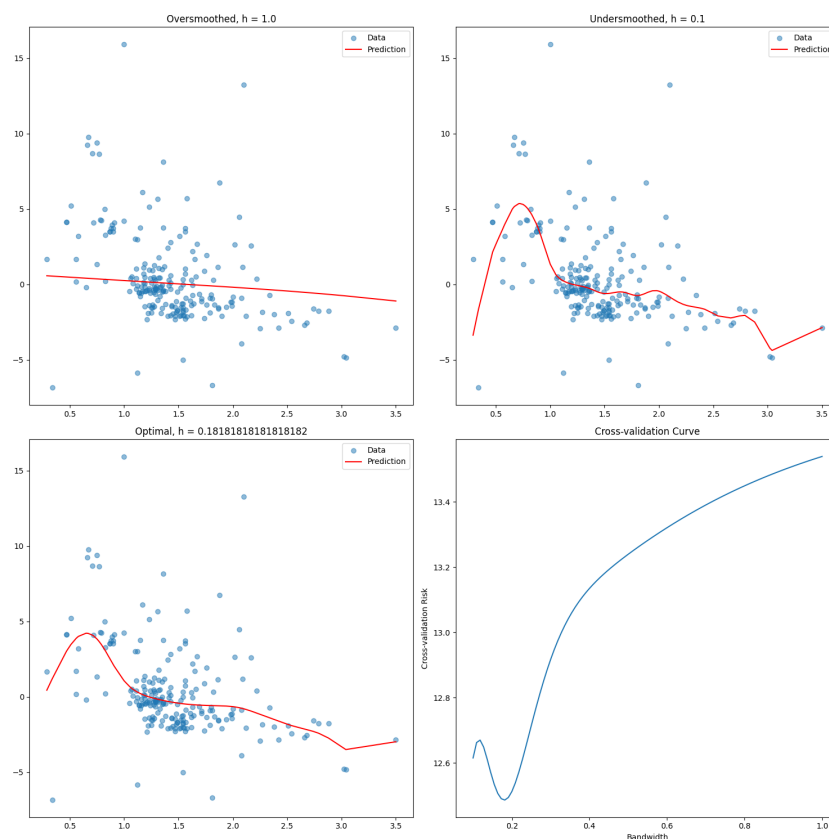 Oversmoothed, h = 1.0
Data
Prediction
15
10
5
0
−5
0.5 1.0 1.5 2.0 2.5 3.0 3.5
Undersmoothed, h = 0.1
Data
Prediction
15
10
5
0
−5
0.5 1.0 1.5 2.0 2.5 3.0 3.5
Optimal, h = 0.18181818181818182
Data
Prediction
15
10
5
0
−5
0.5 1.0 1.5 2.0 2.5 3.0 3.5
Cross-validation Curve
Cross-validation Risk
13.4
13.2
13.0
12.8
12.6
0.2 0.4 0.6 0.8 1.0
Bandwidth